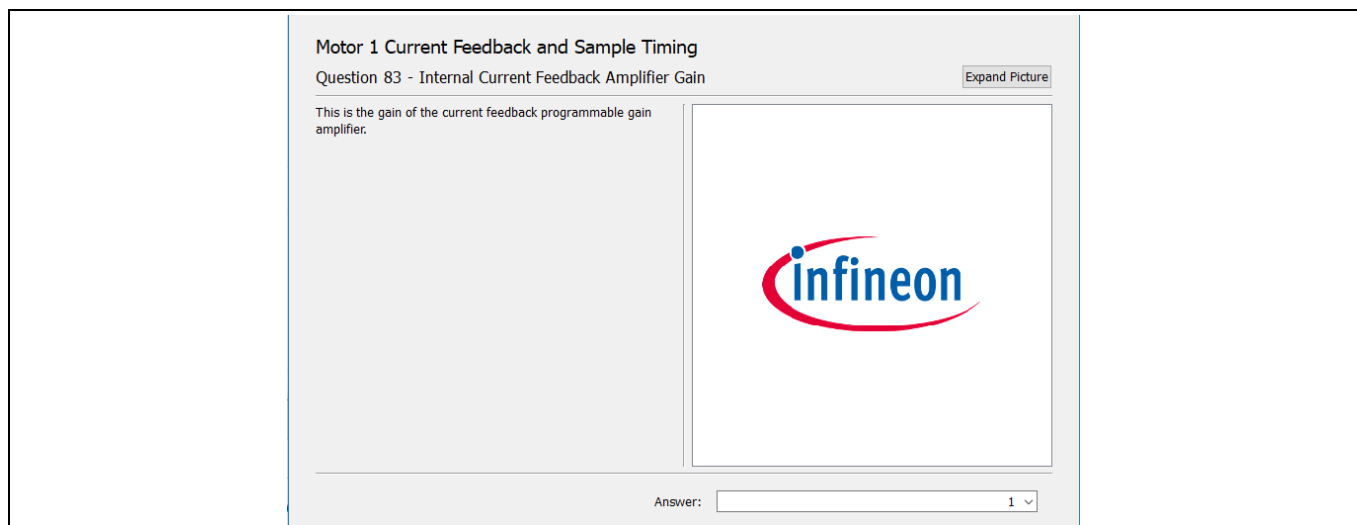 Motor 1 Current Feedback and Sample Timing
Question 83 - Internal Current Feedback Amplifier Gain
Expand Picture
This is the gain of the current feedback programmable gain
amplifier.
infineon
Answer:
1